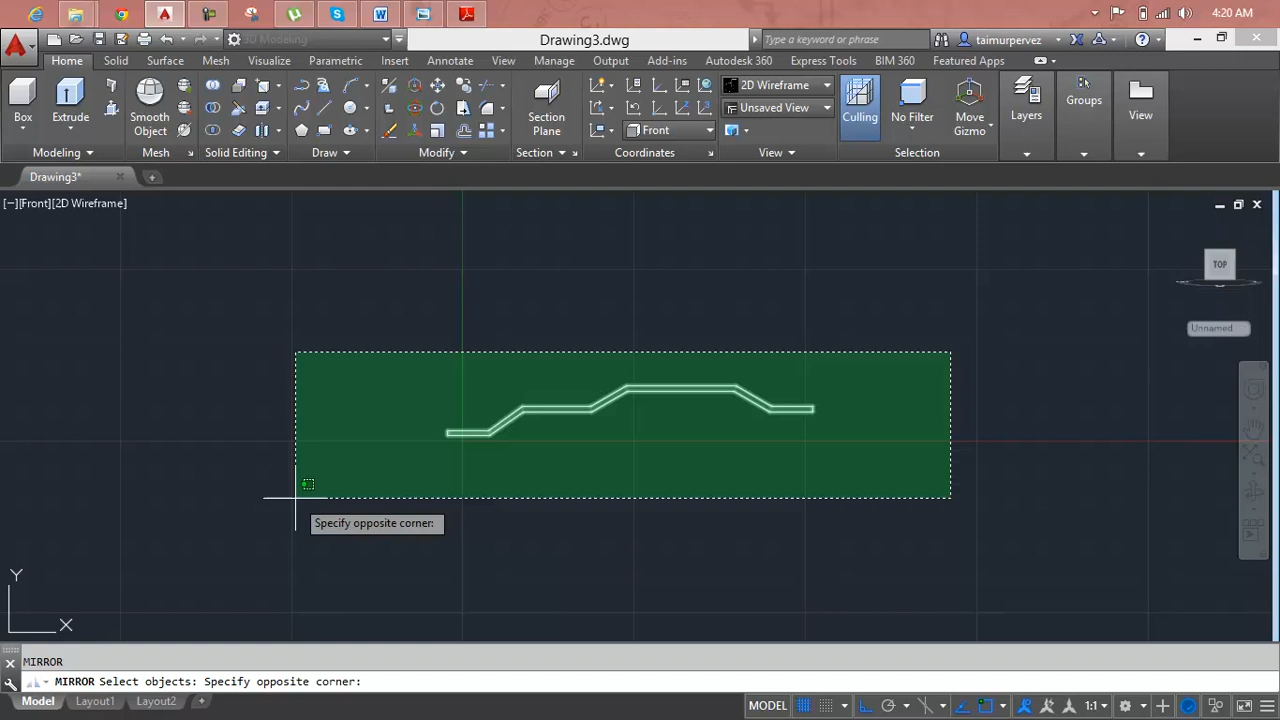 4:20 AM
3D Modeling
Drawing3.dwg
Type a keyword or phrase
taimurpervez
Home Solid Surface Mesh Visualize Parametric Insert Annotate View Manage Output Add-ins Autodesk 360 Express Tools BIM 360 Featured Apps
Box
Extrude
Smooth Object
Section Plane
Front
2D Wireframe
Unsaved View
Culling
No Filter
Move Gizmo
Layers
Groups
View
Modeling Mesh Solid Editing Draw Modify Section Coordinates View Selection
Drawing3*
[−][Front][2D Wireframe]
TOP
Unnamed
Specify opposite corner:
Y
X
MIRROR
MIRROR Select objects: Specify opposite corner:
Model Layout1 Layout2 +
MODEL
1:1